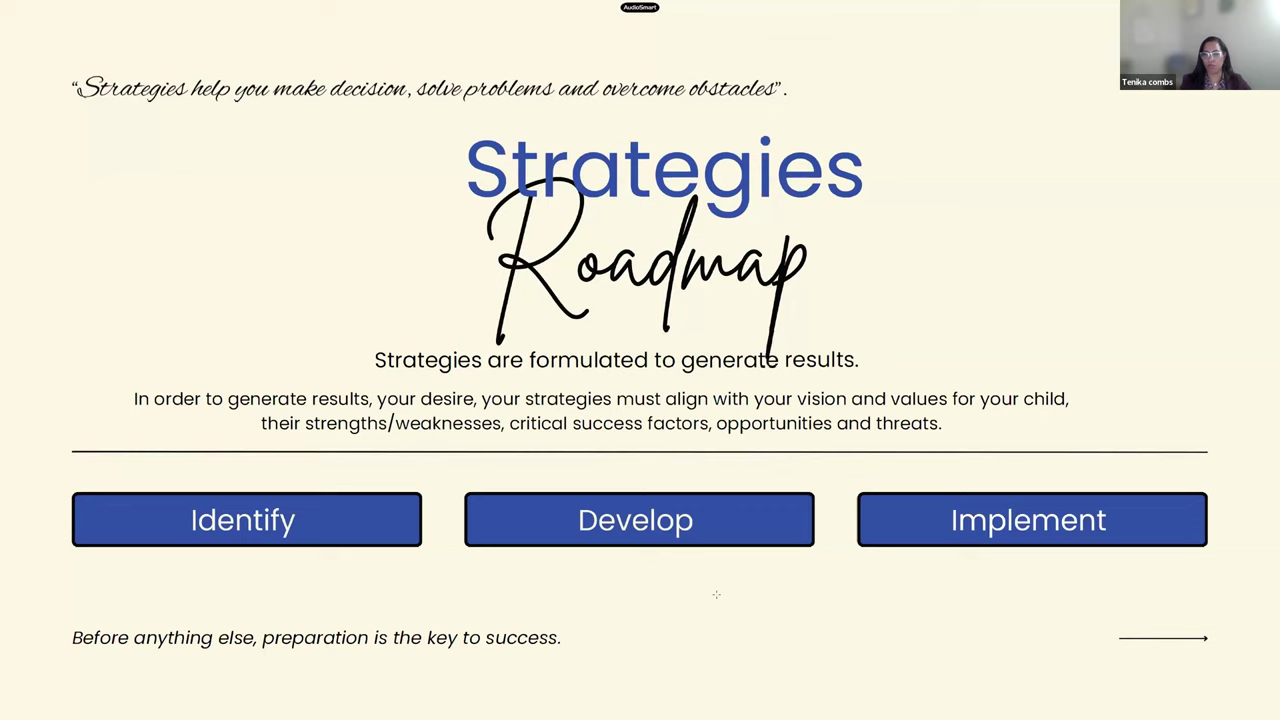 AudioSmart
Tenika combs
“Strategies help you make decision, solve problems and overcome obstacles”.
Strategies
Roadmap
Strategies are formulated to generate results.
In order to generate results, your desire, your strategies must align with your vision and values for your child,
their strengths/weaknesses, critical success factors, opportunities and threats.
Identify
Develop
Implement
Before anything else, preparation is the key to success.